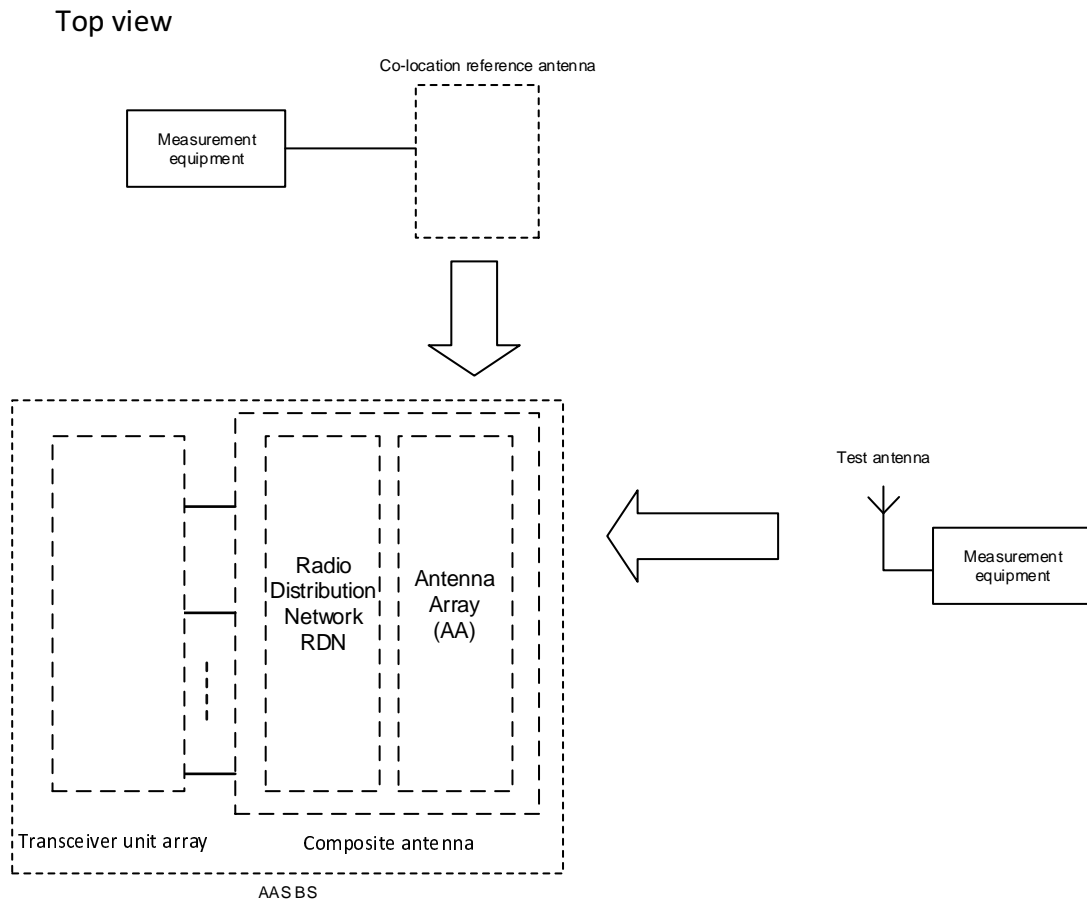 Top view
Co-location reference antenna
Measurement
equipment
Test antenna
Measurement
equipment
Radio
Distribution
Network
RDN
Antenna
Array
(AA)
Transceiver unit array
Composite antenna
AAS BS